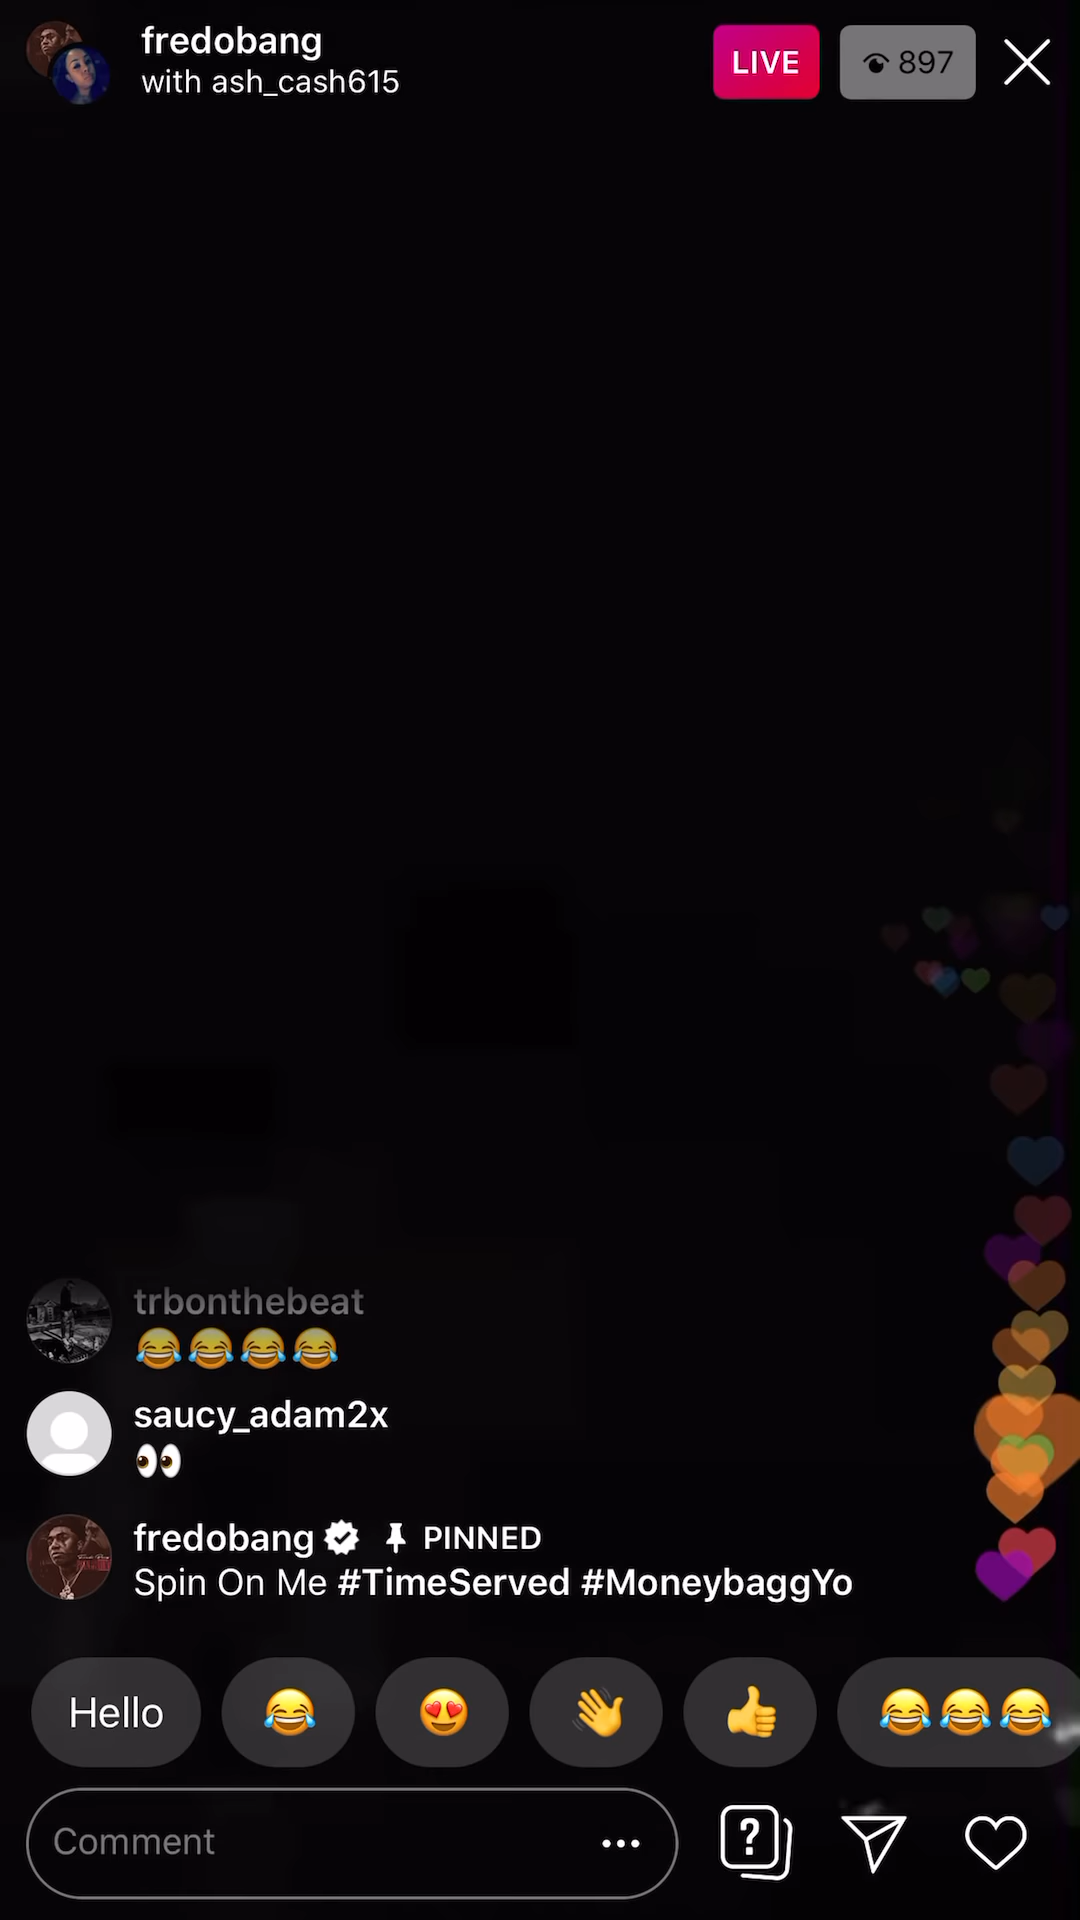 fredobang
with ash_cash615
LIVE
897
trbonthebeat
😂😂😂😂
saucy_adam2x
👀
fredobang PINNED
Spin On Me #TimeServed #MoneybaggYo
Hello 😂 😍 👋 👍 😂😂😂
Comment